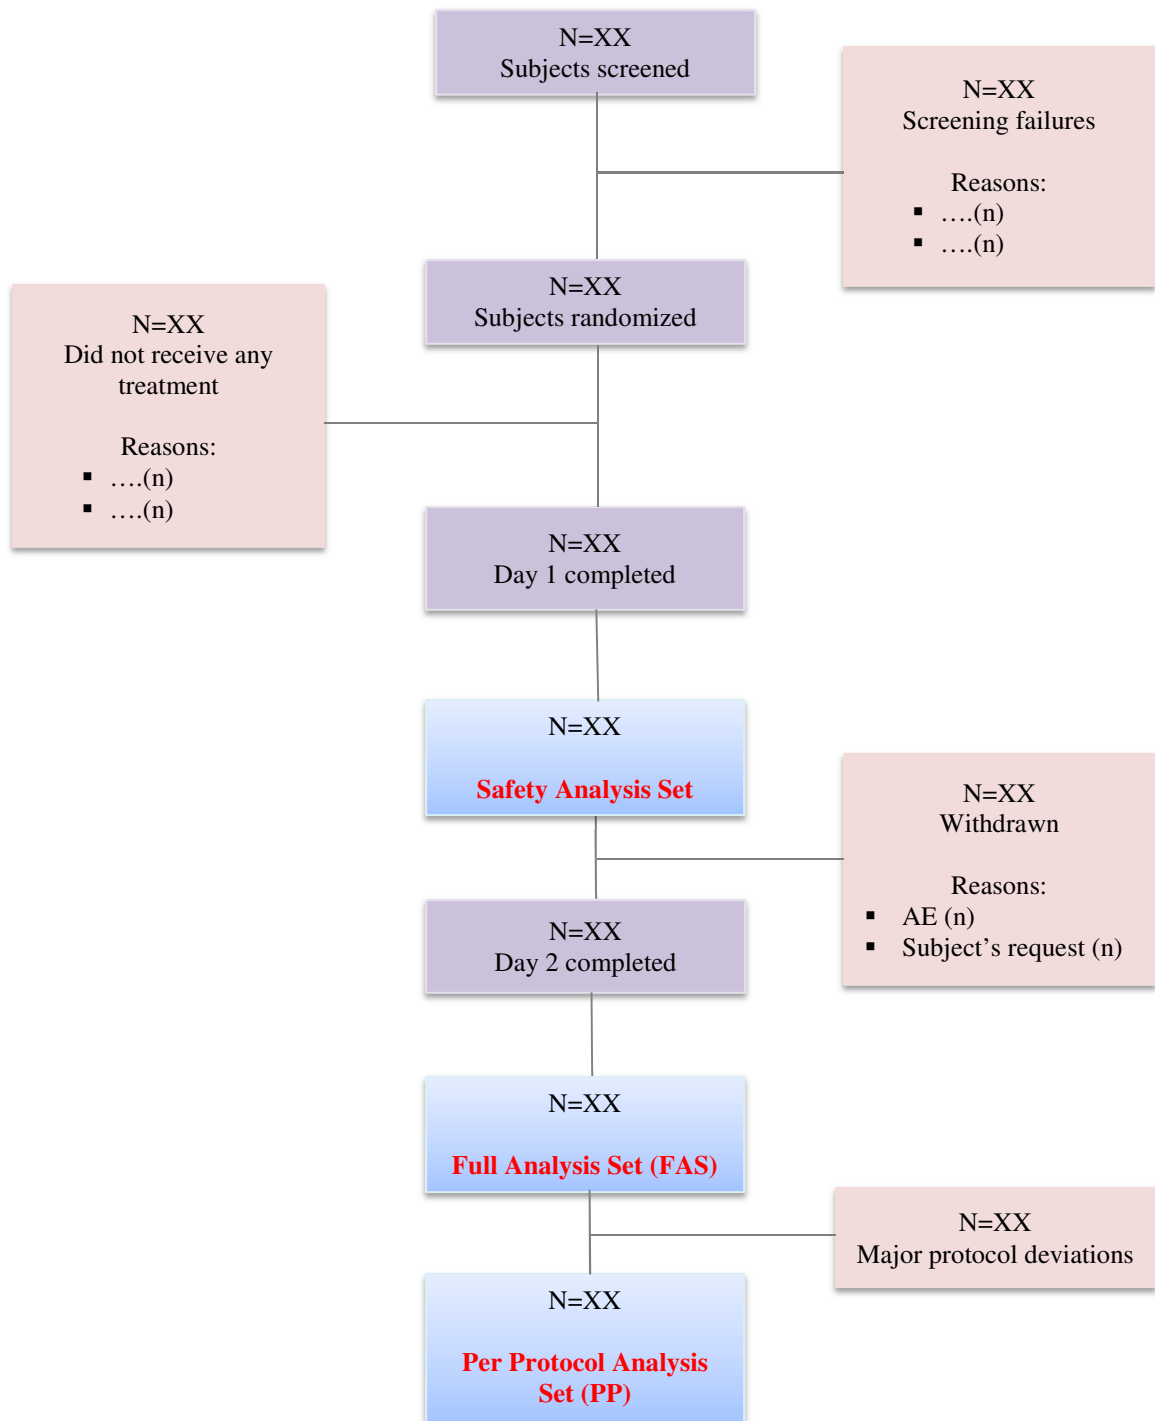 N=XX
Subjects screened
N=XX
Screening failures
Reasons:
▪ ….(n)
▪ ….(n)
N=XX
Subjects randomized
N=XX
Did not receive any
treatment
Reasons:
▪ ….(n)
▪ ….(n)
N=XX
Day 1 completed
N=XX
Safety Analysis Set
N=XX
Withdrawn
Reasons:
▪ AE (n)
▪ Subject’s request (n)
N=XX
Day 2 completed
N=XX
Full Analysis Set (FAS)
N=XX
Major protocol deviations
N=XX
Per Protocol Analysis
Set (PP)